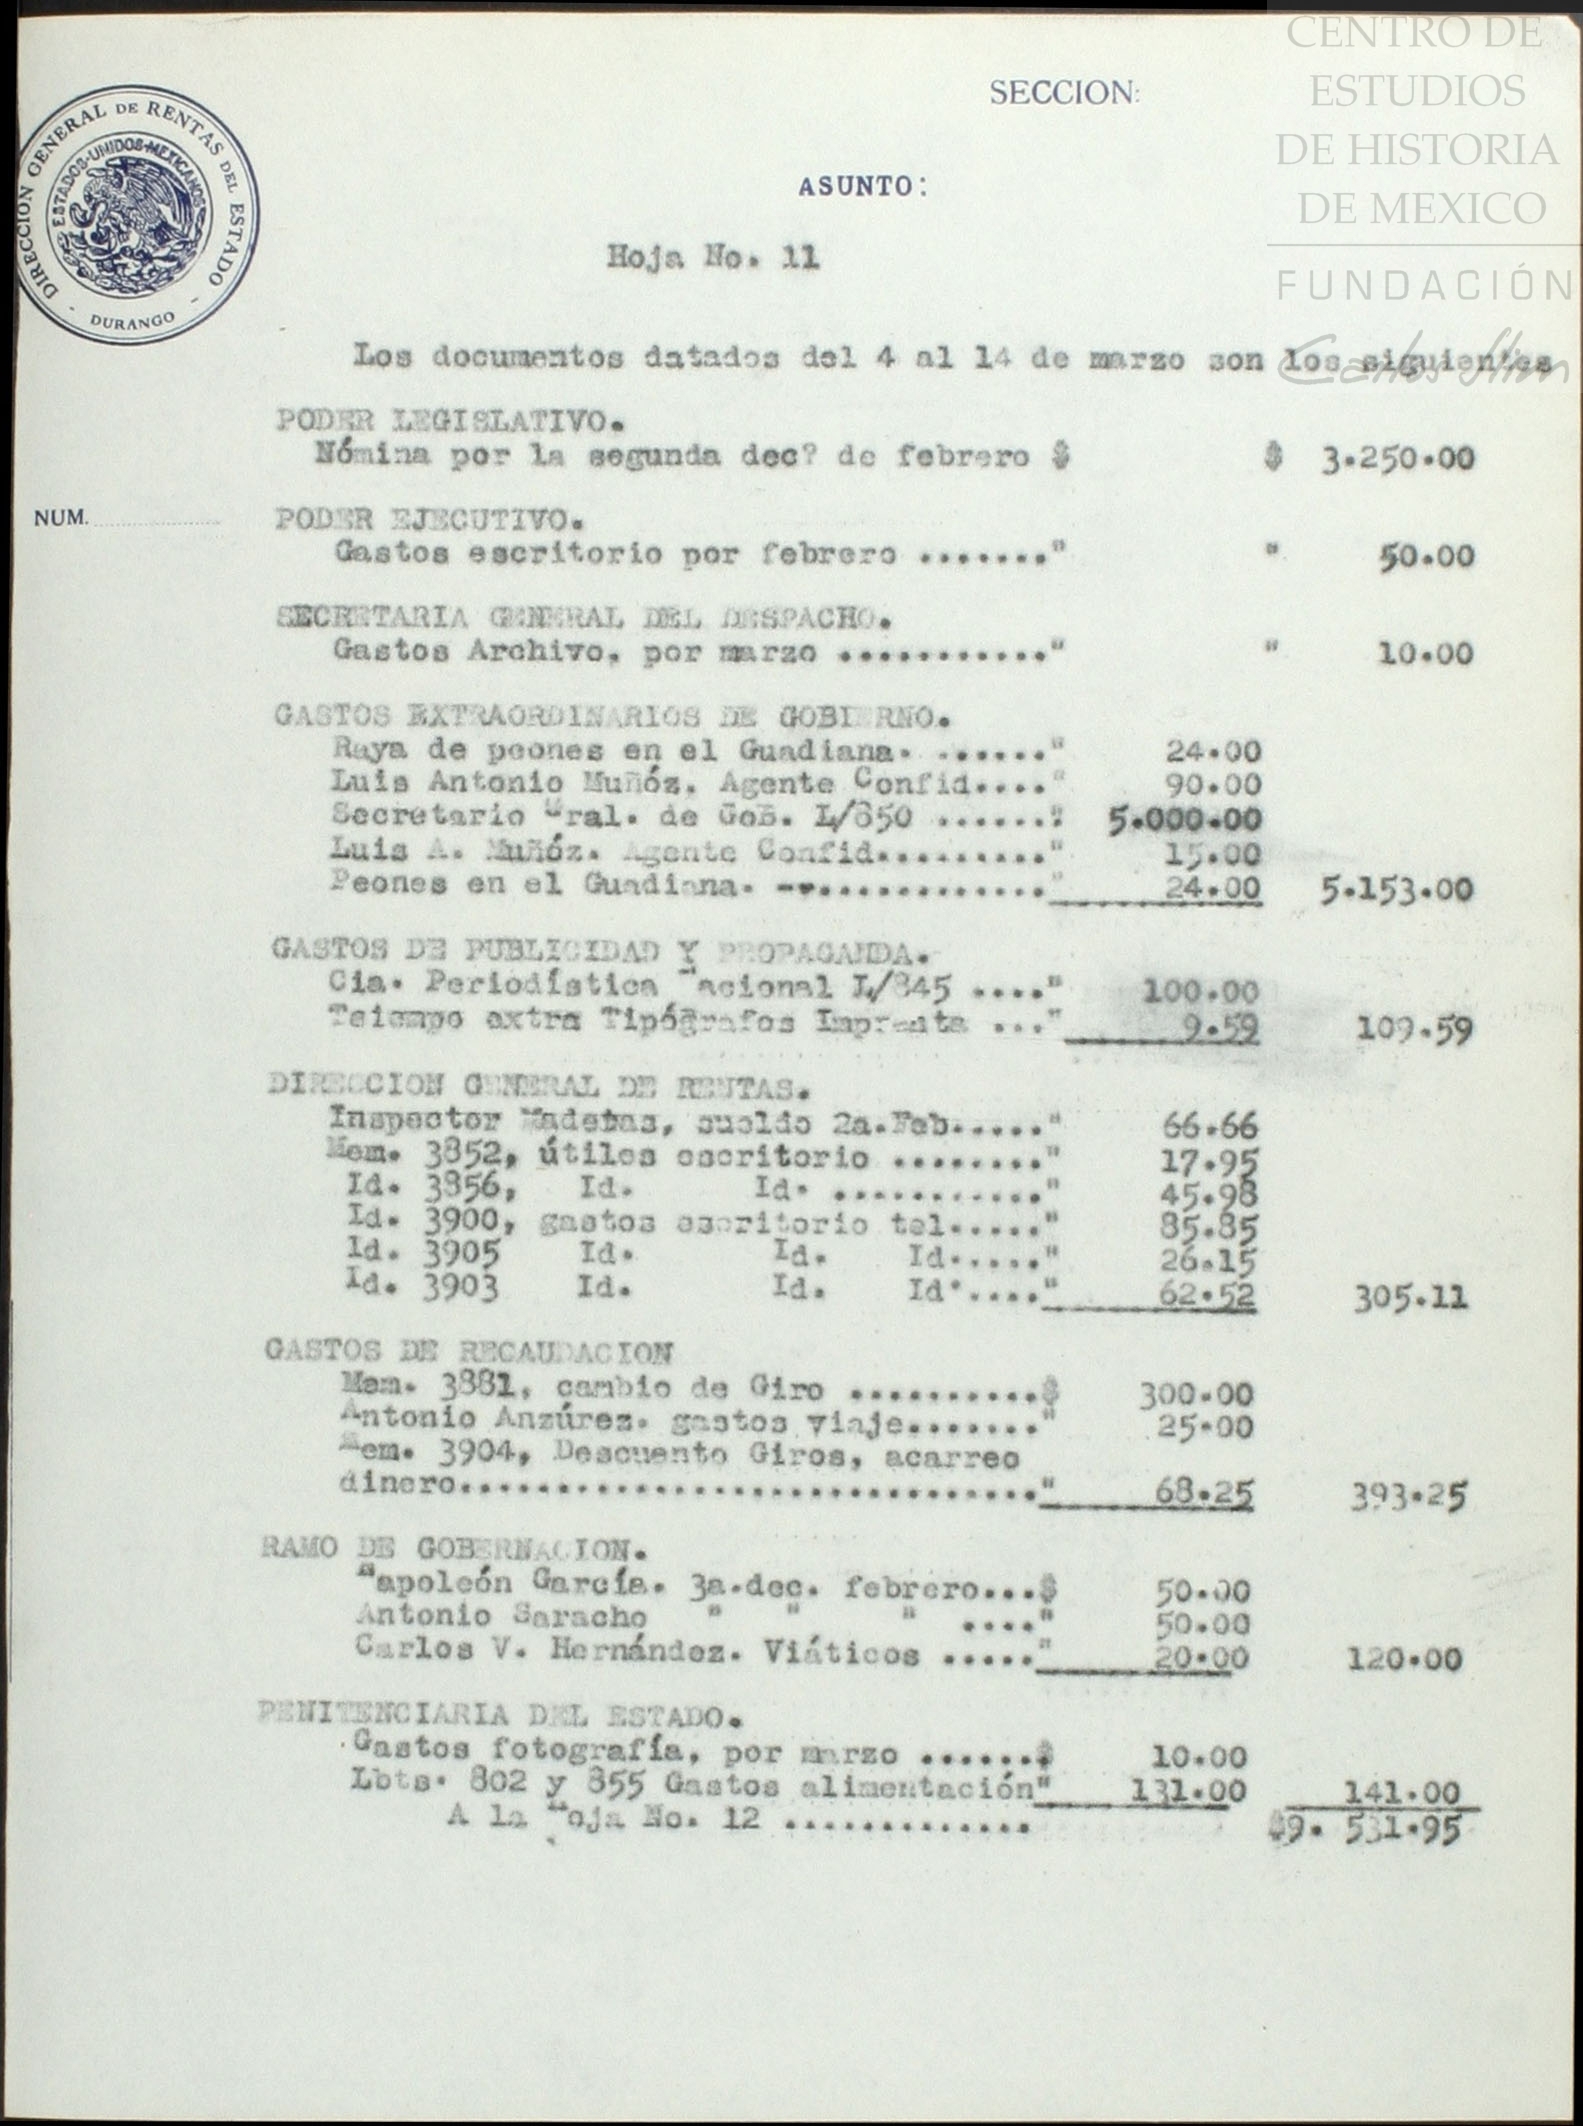 CENTRO DE
ESTUDIOS
DE HISTORIA
DE MEXICO
FUNDACIÓN
Carlos Slim
DIRECCION GENERAL DE RENTAS DEL ESTADO
ESTADOS-UNIDOS-MEXICANOS
- DURANGO -
SECCION:
ASUNTO:
Hoja No. 11
Los documentos datados del 4 al 14 de marzo son los siguientes
PODER LEGISLATIVO.
Nómina por la segunda dec? de febrero $ $ 3.250.00
NUM.
PODER EJECUTIVO.
Gastos escritorio por febrero ......." " 50.00
SECRETARIA GENERAL DEL DESPACHO.
Gastos Archivo, por marzo ..........." " 10.00
GASTOS EXTRAORDINARIOS DE GOBIERNO.
Raya de peones en el Guadiana. ......" 24.00
Luis Antonio Muñóz. Agente Confid...." 90.00
Secretario Gral. de Gob. L/850 ......" 5.000.00
Luis A. Muñóz. Agente Confid........." 15.00
Peones en el Guadiana. --............." 24.00 5.153.00
GASTOS DE PUBLICIDAD Y PROPAGANDA.
Cia. Periodística Nacional L/845 ...." 100.00
Teiempo extra Tipógrafos Imprenta ..." 9.59 109.59
DIRECCION GENERAL DE RENTAS.
Inspector Madetas, sueldo 2a.Feb....." 66.66
Mem. 3852, útiles escritorio ........" 17.95
Id. 3856, Id. Id. ..........." 45.98
Id. 3900, gastos escritorio tel....." 85.85
Id. 3905 Id. Id. Id....." 26.15
Id. 3903 Id. Id. Id....." 62.52 305.11
GASTOS DE RECAUDACION
Mem. 3881, cambio de Giro ..........$ 300.00
Antonio Anzúrez. gastos viaje......." 25.00
Mem. 3904, Descuento Giros, acarreo
dinero.............................." 68.25 393.25
RAMO DE GOBERNACION.
Napoleón García. 3a.dec. febrero...$ 50.00
Antonio Saracho " " " ...." 50.00
Carlos V. Hernández. Viáticos ....." 20.00 120.00
PENITENCIARIA DEL ESTADO.
Gastos fotografía, por marzo ......$ 10.00
Lbts. 802 y 855 Gastos alimentación" 131.00 141.00
A la Hoja No. 12 ............. $9. 531.95